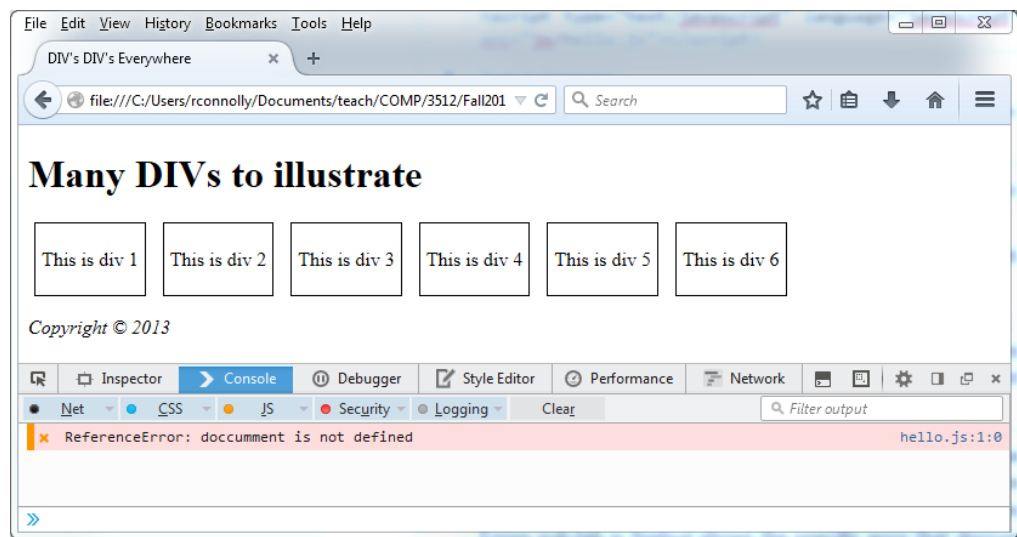 File Edit View History Bookmarks Tools Help
DIV's DIV's Everywhere
file:///C:/Users/rconnolly/Documents/teach/COMP/3512/Fall201 Search
Many DIVs to illustrate
This is div 1 This is div 2 This is div 3 This is div 4 This is div 5 This is div 6
Copyright © 2013
Inspector Console Debugger Style Editor Performance Network
Net CSS JS Security Logging Clear Filter output
ReferenceError: doccumment is not defined hello.js:1:0